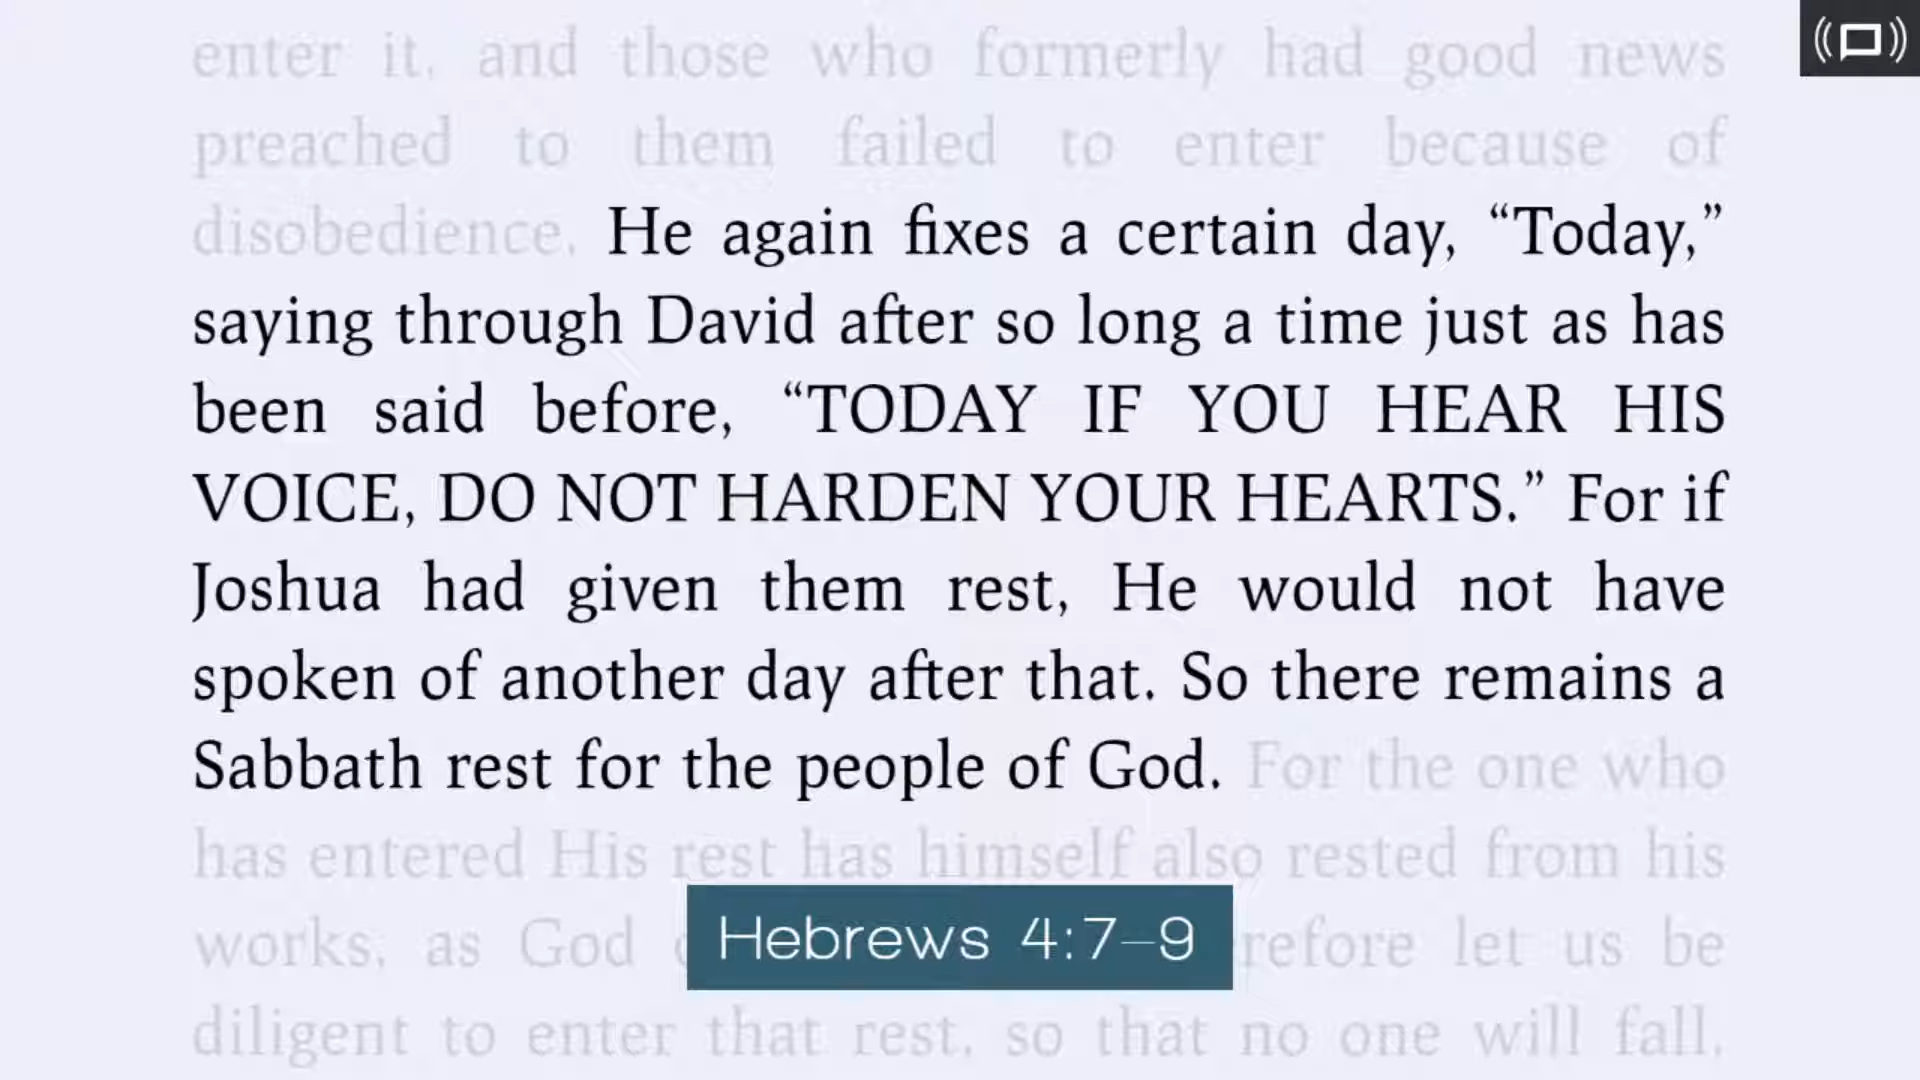 enter it, and those who formerly had good news
preached to them failed to enter because of
disobedience, He again fixes a certain day, “Today,”
saying through David after so long a time just as has
been said before, “TODAY IF YOU HEAR HIS
VOICE, DO NOT HARDEN YOUR HEARTS.” For if
Joshua had given them rest, He would not have
spoken of another day after that. So there remains a
Sabbath rest for the people of God. For the one who
has entered His rest has himself also rested from his
works, as God refore let us be
Hebrews 4:7–9
diligent to enter that rest, so that no one will fall,